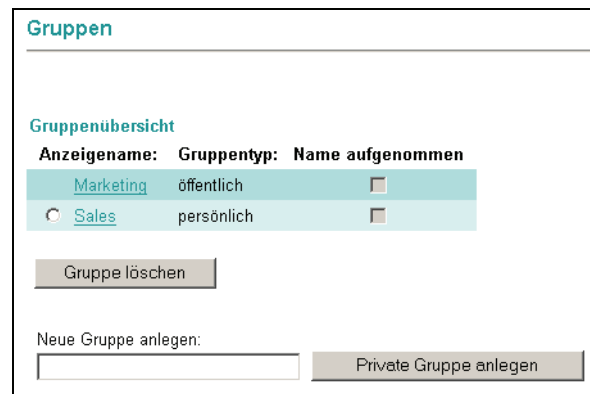 Gruppen
Gruppenübersicht
Anzeigename: Gruppentyp: Name aufgenommen
Marketing öffentlich
Sales persönlich
Gruppe löschen
Neue Gruppe anlegen:
Private Gruppe anlegen